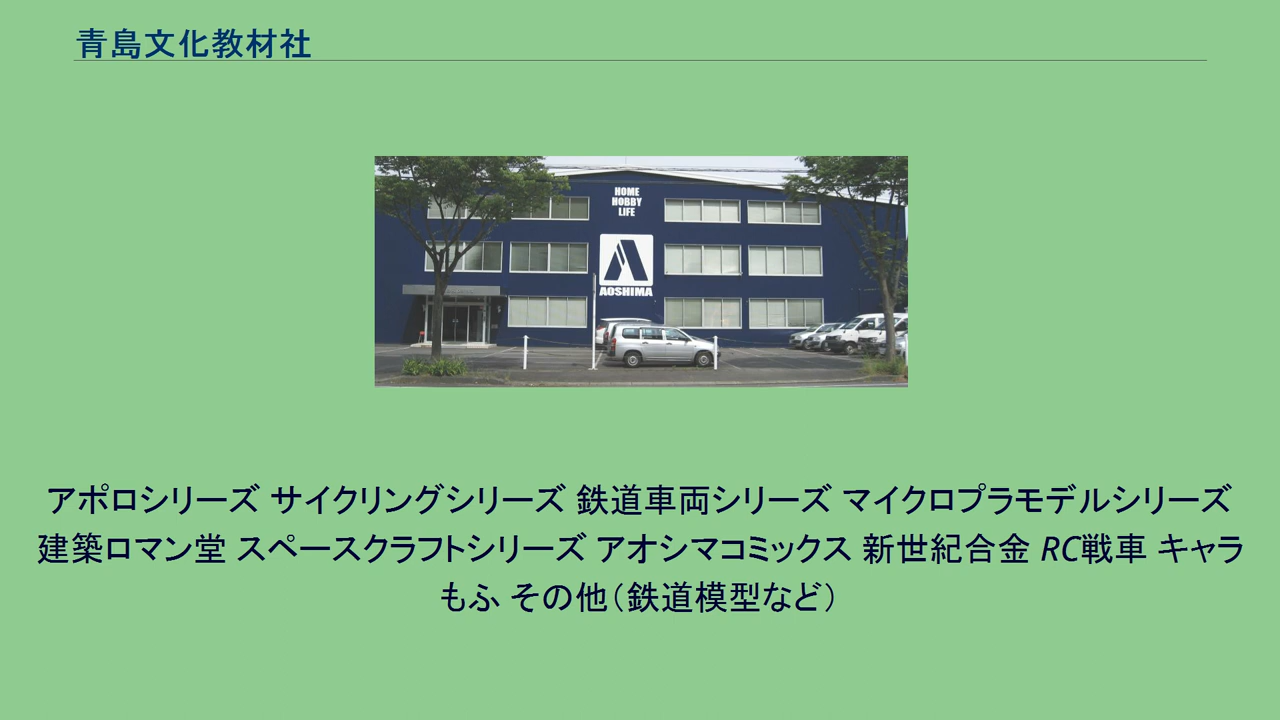 青島文化教材社
HOME
HOBBY
LIFE
AOSHIMA
アポロシリーズ サイクリングシリーズ 鉄道車両シリーズ マイクロプラモデルシリーズ
建築ロマン堂 スペースクラフトシリーズ アオシマコミックス 新世紀合金 RC戦車 キャラ
もふ その他（鉄道模型など）